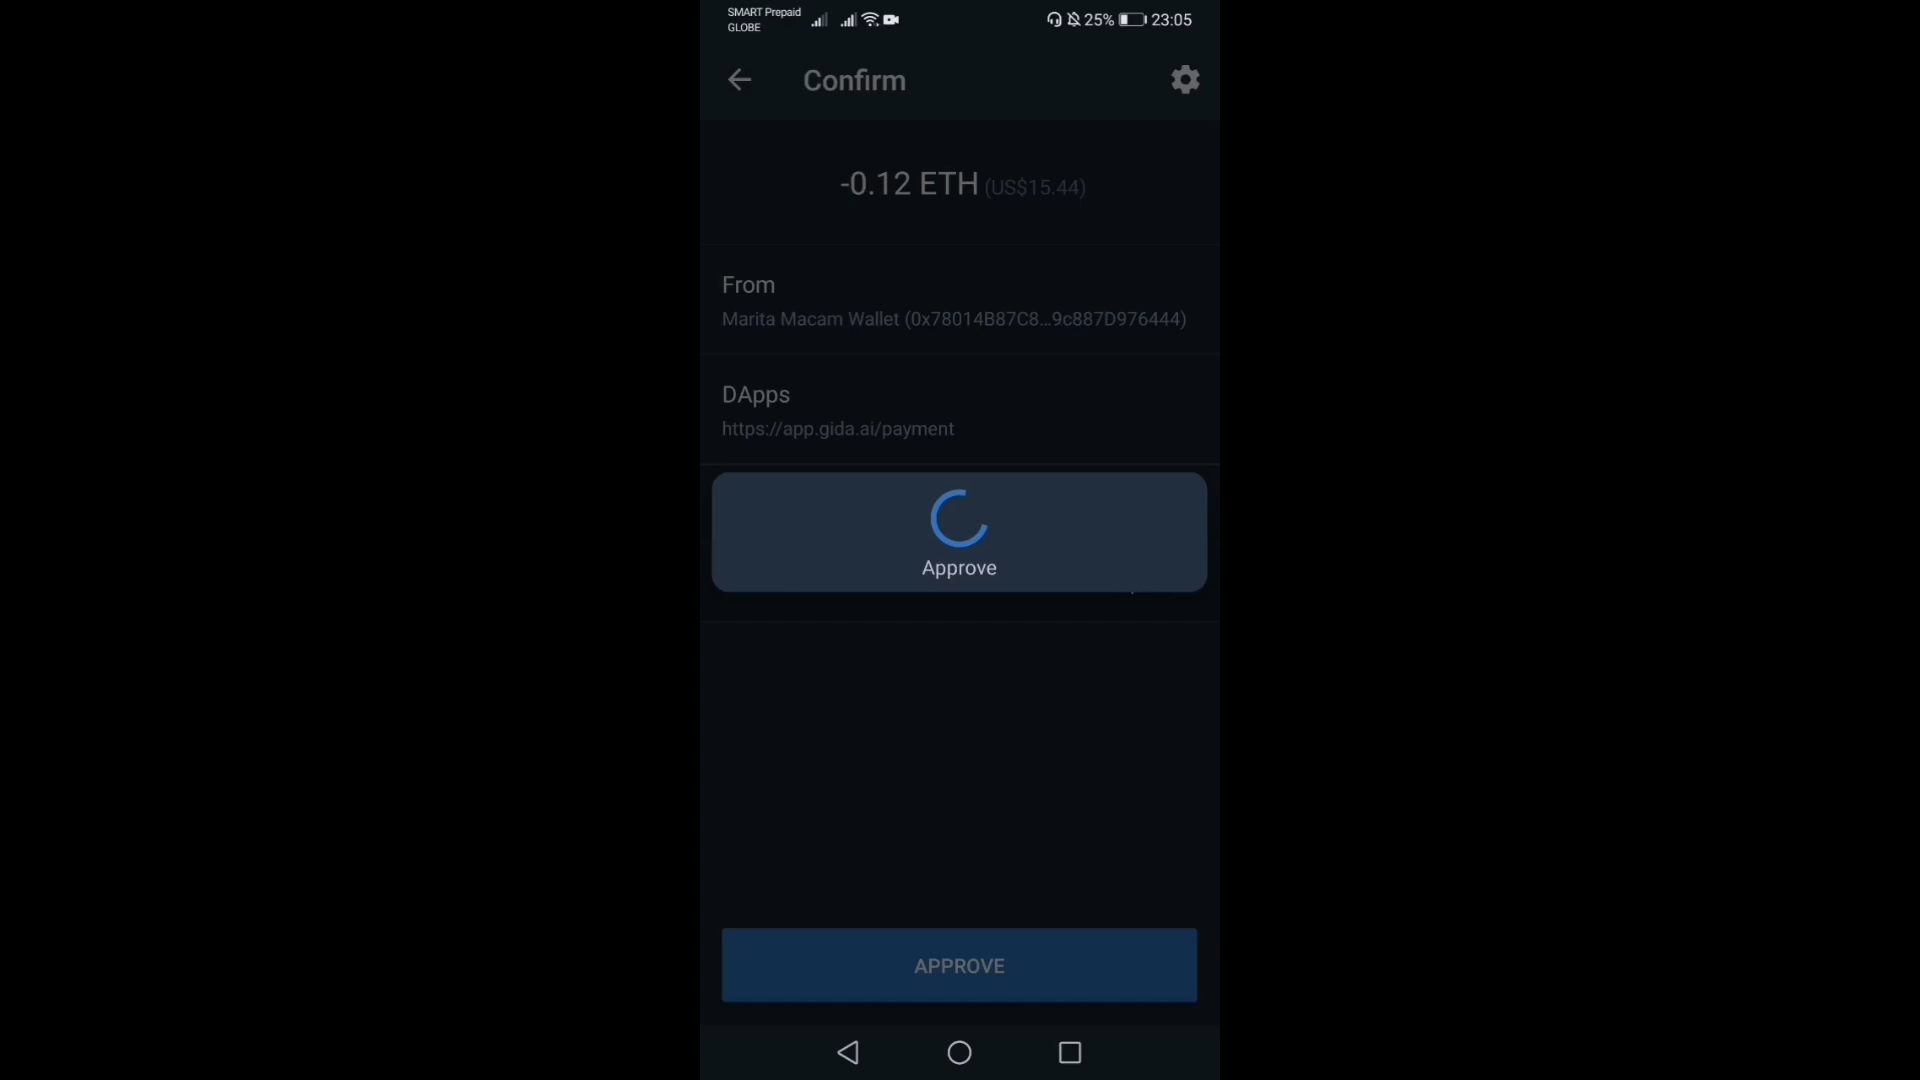 SMART Prepaid
GLOBE
25% 23:05
Confirm
-0.12 ETH (US$15.44)
From
Marita Macam Wallet (0x78014B87C8...9c887D976444)
DApps
https://app.gida.ai/payment
Approve
APPROVE